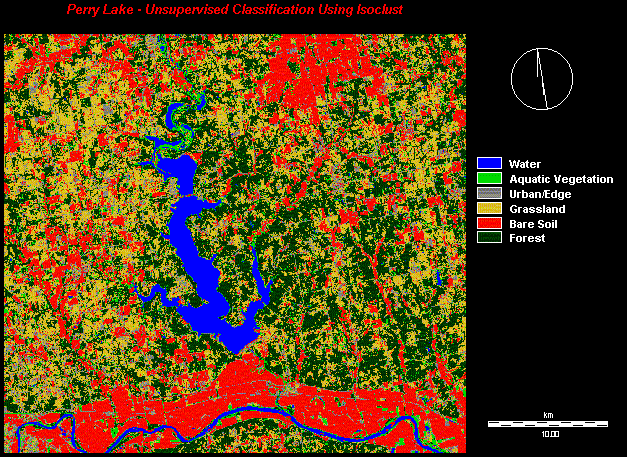 Perry Lake - Unsupervised Classification Using Isoclust
Water
Aquatic Vegetation
Urban/Edge
Grassland
Bare Soil
Forest
km
10.00